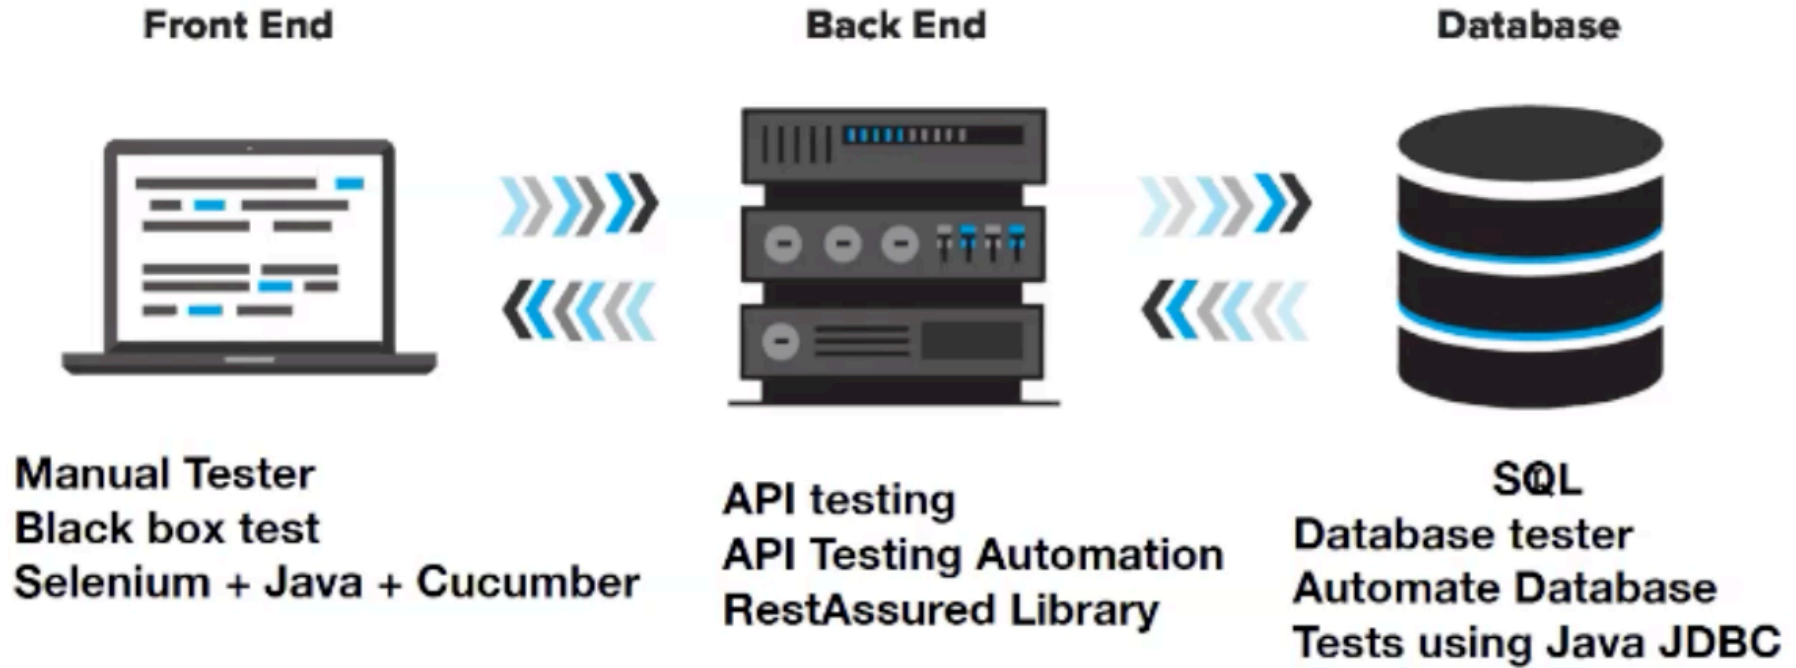 Front End
Back End
Database
Manual Tester
Black box test
Selenium + Java + Cucumber
API testing
API Testing Automation
RestAssured Library
SQL
Database tester
Automate Database
Tests using Java JDBC